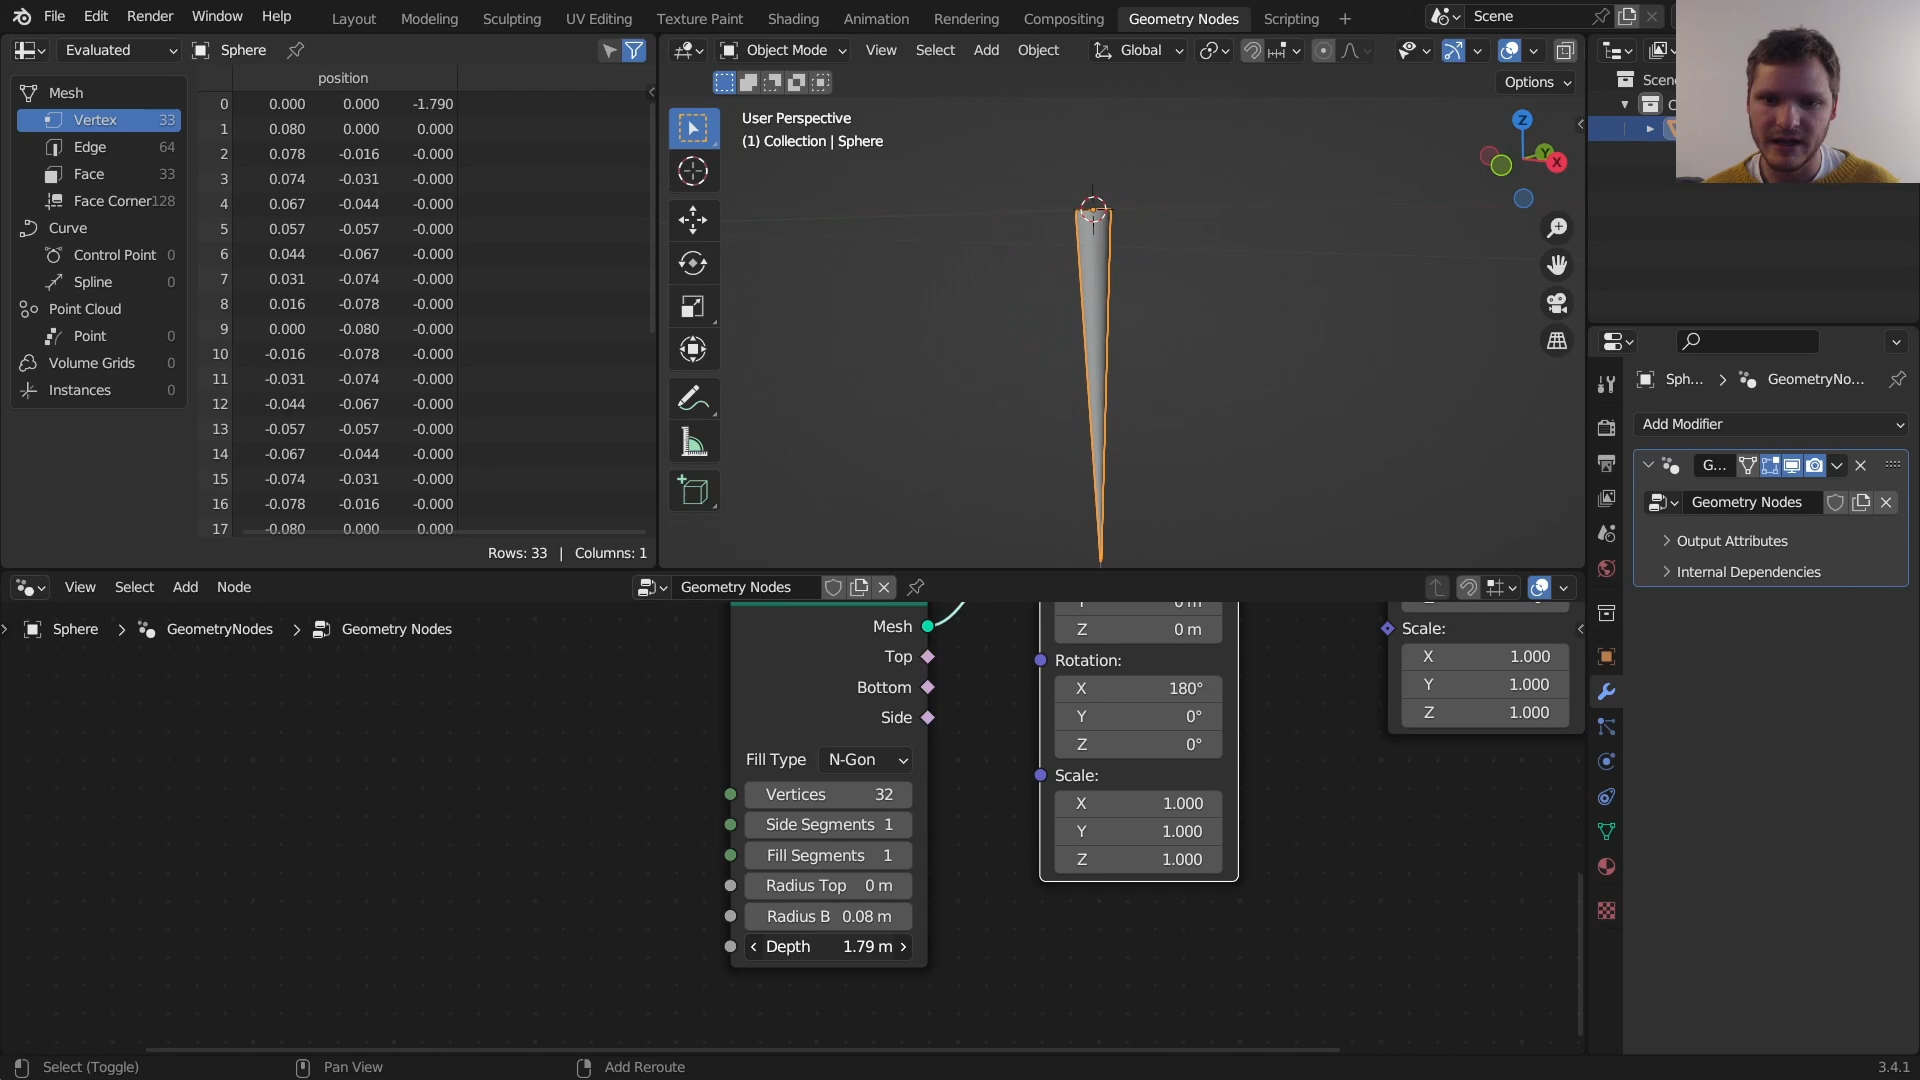 File Edit Render Window Help
Layout Modeling Sculpting UV Editing Texture Paint Shading Animation Rendering Compositing Geometry Nodes Scripting
Scene
Evaluated Sphere
Object Mode View Select Add Object Global
Options
position
Mesh
Vertex 33
Edge 64
Face 33
Face Corner 128
Curve
Control Point 0
Spline 0
Point Cloud
Point 0
Volume Grids 0
Instances 0
0 0.000 0.000 -1.790
1 0.080 0.000 0.000
2 0.078 -0.016 -0.000
3 0.074 -0.031 -0.000
4 0.067 -0.044 -0.000
5 0.057 -0.057 -0.000
6 0.044 -0.067 -0.000
7 0.031 -0.074 -0.000
8 0.016 -0.078 -0.000
9 0.000 -0.080 -0.000
10 -0.016 -0.078 -0.000
11 -0.031 -0.074 -0.000
12 -0.044 -0.067 -0.000
13 -0.057 -0.057 -0.000
14 -0.067 -0.044 -0.000
15 -0.074 -0.031 -0.000
16 -0.078 -0.016 -0.000
17 -0.080 0.000 0.000
Rows: 33 | Columns: 1
User Perspective
(1) Collection | Sphere
Z
Y
X
Scene
C
Sph... GeometryNo...
Add Modifier
G...
Geometry Nodes
Output Attributes
Internal Dependencies
View Select Add Node
Geometry Nodes
Sphere GeometryNodes Geometry Nodes
Mesh
Top
Bottom
Side
Fill Type N-Gon
Vertices 32
Side Segments 1
Fill Segments 1
Radius Top 0 m
Radius B 0.08 m
Depth 1.79 m
Z 0 m
Rotation:
X 180°
Y 0°
Z 0°
Scale:
X 1.000
Y 1.000
Z 1.000
Scale:
X 1.000
Y 1.000
Z 1.000
Select (Toggle) Pan View Add Reroute
3.4.1